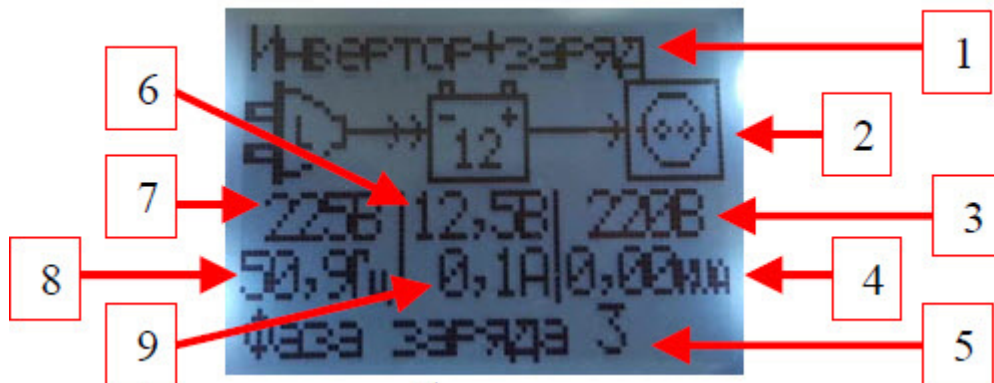 Инвертор+заряд
1
6
- +
12
2
7
225В
12,5В
220В
3
8
50,9Гц
0,1А
0,00кВА
4
9
Фаза заряда 3
5